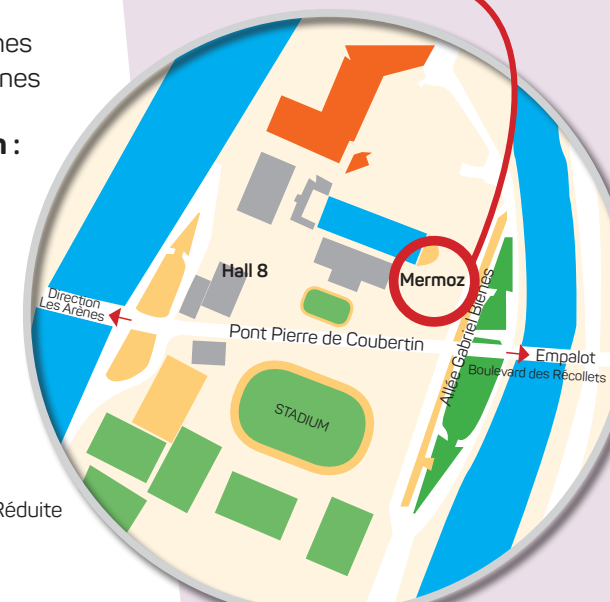 nes
nes
n :
Hall 8
Mermoz
Direction
Les Arènes
Pont Pierre de Coubertin
Allée Gabriel Biènes
Empalot
Boulevard des Récollets
STADIUM
Réduite